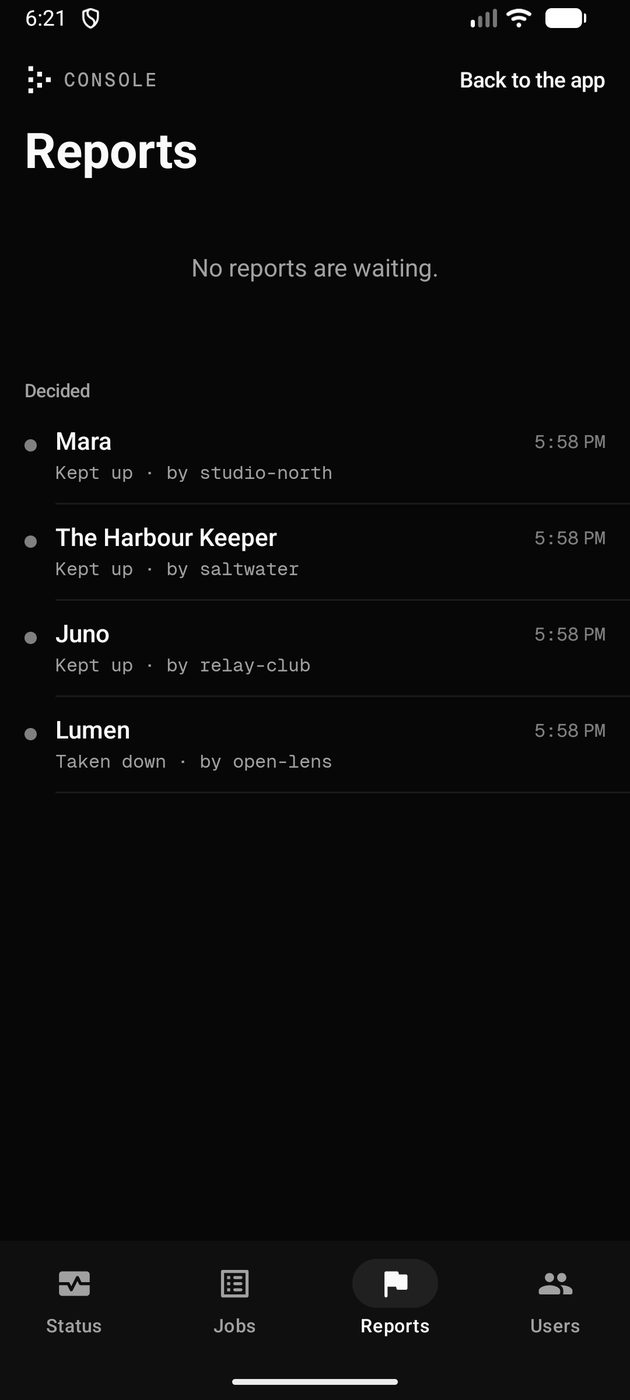 6:21
CONSOLE
Back to the app
Reports
No reports are waiting.
Decided
Mara
5:58 PM
Kept up · by studio-north
The Harbour Keeper
5:58 PM
Kept up · by saltwater
Juno
5:58 PM
Kept up · by relay-club
Lumen
5:58 PM
Taken down · by open-lens
Status
Jobs
Reports
Users